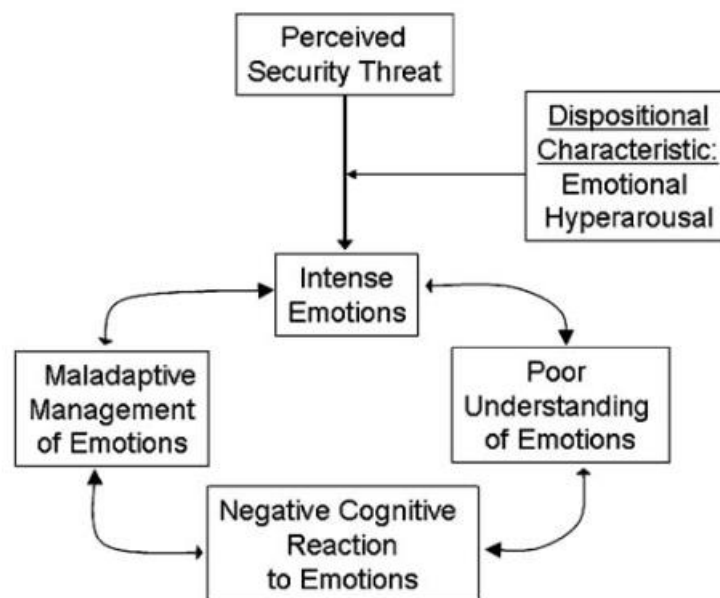 Perceived
Security Threat
Dispositional
Characteristic:
Emotional
Hyperarousal
Intense
Emotions
Maladaptive
Management
of Emotions
Poor
Understanding
of Emotions
Negative Cognitive
Reaction
to Emotions